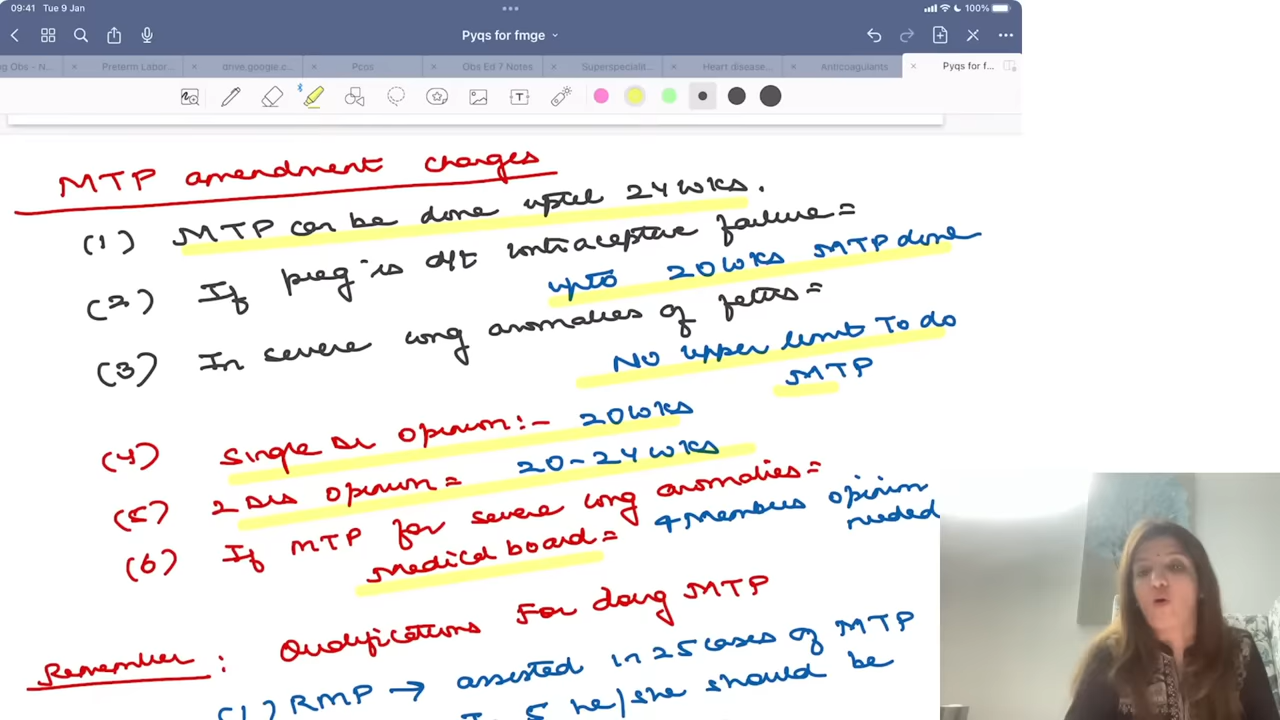 09:41 Tue 9 Jan
100%
Pyqs for fmge
g Obs - N...
Preterm Labor...
drive.google.c...
Pcos
Obs Ed 7 Notes
Superspecialit...
Heart disease...
Anticoagulants
Pyqs for f...
MTP amendment changes
(1) MTP can be done uptil 24 wks.
(2) If preg is d/t contraceptive failure =
upto 20 wks MTP done
(3) In severe cong anomalies of fetus =
No upper limit To do
MTP
(4) Single Dr opinion:- 20 wks
(5) 2 Drs opinion = 20-24 wks
(6) If MTP for severe cong anomalies =
Medical board = 4 Members opinion
needed
Remember : Qualifications For doing MTP
(1) RMP → assisted in 25 cases of MTP
In 5 he/she should be